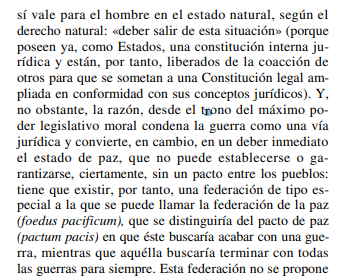 sí vale para el hombre en el estado natural, según el
derecho natural: «deber salir de esta situación» (porque
poseen ya, como Estados, una constitución interna ju-
rídica y están, por tanto, liberados de la coacción de
otros para que se sometan a una Constitución legal am-
pliada en conformidad con sus conceptos jurídicos). Y,
no obstante, la razón, desde el trono del máximo po-
der legislativo moral condena la guerra como una vía
jurídica y convierte, en cambio, en un deber inmediato
el estado de paz, que no puede establecerse o ga-
rantizarse, ciertamente, sin un pacto entre los pueblos:
tiene que existir, por tanto, una federación de tipo es-
pecial a la que se puede llamar la federación de la paz
(foedus pacificum), que se distinguiría del pacto de paz
(pactum pacis) en que éste buscaría acabar con una gue-
rra, mientras que aquélla buscaría terminar con todas
las guerras para siempre. Esta federación no se propone